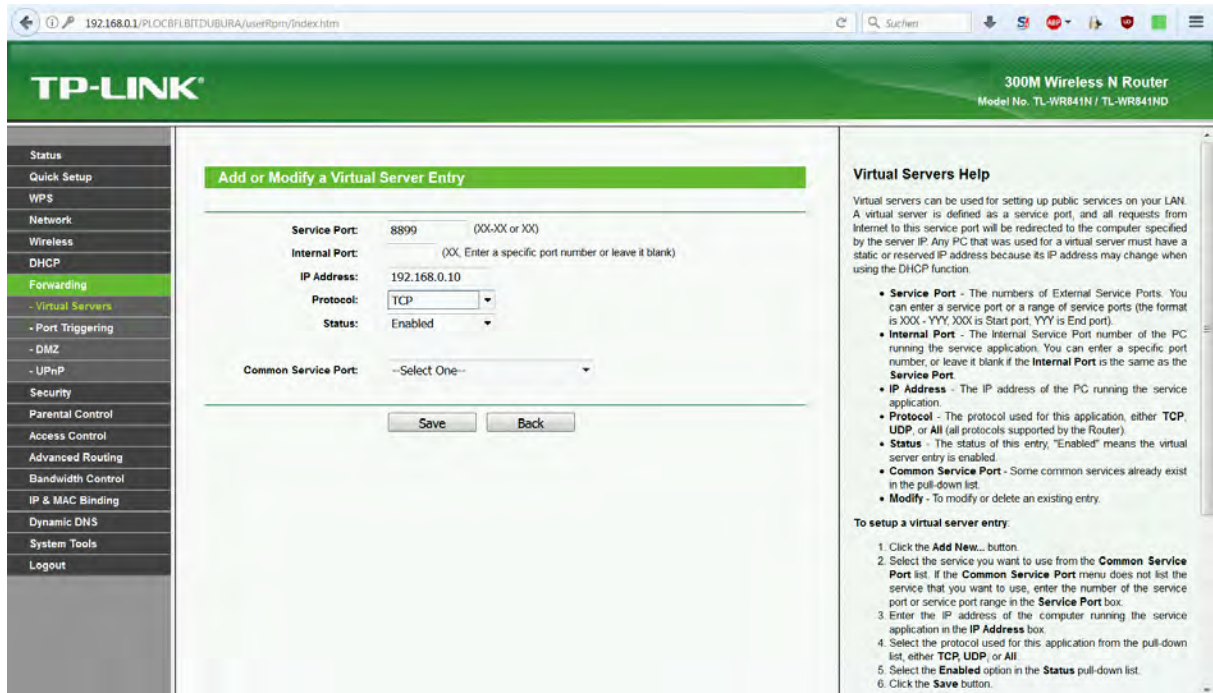 192.168.0.1/PLOCBFLBITDUBURA/userRpm/Index.htm
Suchen
TP-LINK®
300M Wireless N Router
Model No. TL-WR841N / TL-WR841ND
Status
Quick Setup
WPS
Network
Wireless
DHCP
Forwarding
- Virtual Servers
- Port Triggering
- DMZ
- UPnP
Security
Parental Control
Access Control
Advanced Routing
Bandwidth Control
IP & MAC Binding
Dynamic DNS
System Tools
Logout
Add or Modify a Virtual Server Entry
Service Port: 8899 (XX-XX or XX)
Internal Port: (XX, Enter a specific port number or leave it blank)
IP Address: 192.168.0.10
Protocol: TCP
Status: Enabled
Common Service Port: --Select One--
Save Back
Virtual Servers Help
Virtual servers can be used for setting up public services on your LAN.
A virtual server is defined as a service port, and all requests from
Internet to this service port will be redirected to the computer specified
by the server IP. Any PC that was used for a virtual server must have a
static or reserved IP address because its IP address may change when
using the DHCP function.
• Service Port - The numbers of External Service Ports. You
can enter a service port or a range of service ports (the format
is XXX - YYY, XXX is Start port, YYY is End port).
• Internal Port - The Internal Service Port number of the PC
running the service application. You can enter a specific port
number, or leave it blank if the Internal Port is the same as the
Service Port.
• IP Address - The IP address of the PC running the service
application.
• Protocol - The protocol used for this application, either TCP,
UDP, or All (all protocols supported by the Router).
• Status - The status of this entry, "Enabled" means the virtual
server entry is enabled.
• Common Service Port - Some common services already exist
in the pull-down list.
• Modify - To modify or delete an existing entry.
To setup a virtual server entry:
1. Click the Add New... button.
2. Select the service you want to use from the Common Service
Port list. If the Common Service Port menu does not list the
service that you want to use, enter the number of the service
port or service port range in the Service Port box.
3. Enter the IP address of the computer running the service
application in the IP Address box.
4. Select the protocol used for this application from the pull-down
list, either TCP, UDP, or All.
5. Select the Enabled option in the Status pull-down list.
6. Click the Save button.